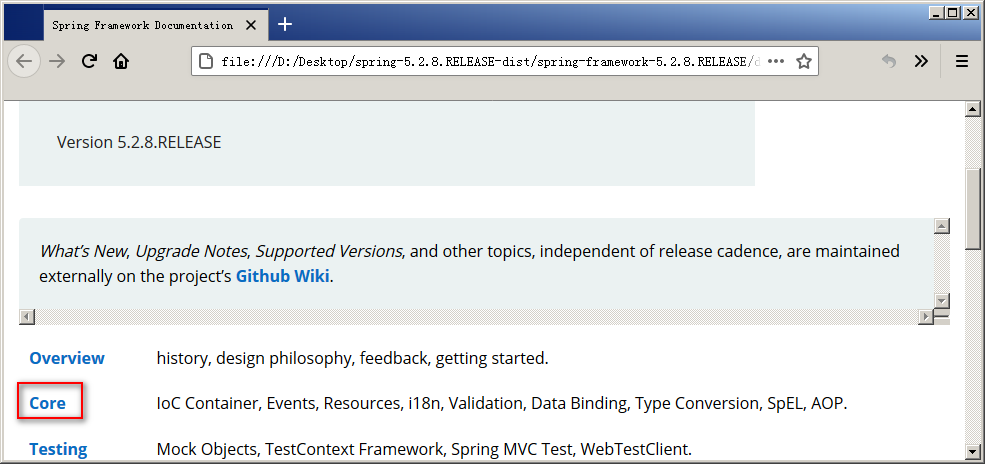 Spring Framework Documentation
file:///D:/Desktop/spring-5.2.8.RELEASE-dist/spring-framework-5.2.8.RELEASE/d
Version 5.2.8.RELEASE
What's New, Upgrade Notes, Supported Versions, and other topics, independent of release cadence, are maintained
externally on the project's Github Wiki.
Overview history, design philosophy, feedback, getting started.
Core IoC Container, Events, Resources, i18n, Validation, Data Binding, Type Conversion, SpEL, AOP.
Testing Mock Objects, TestContext Framework, Spring MVC Test, WebTestClient.